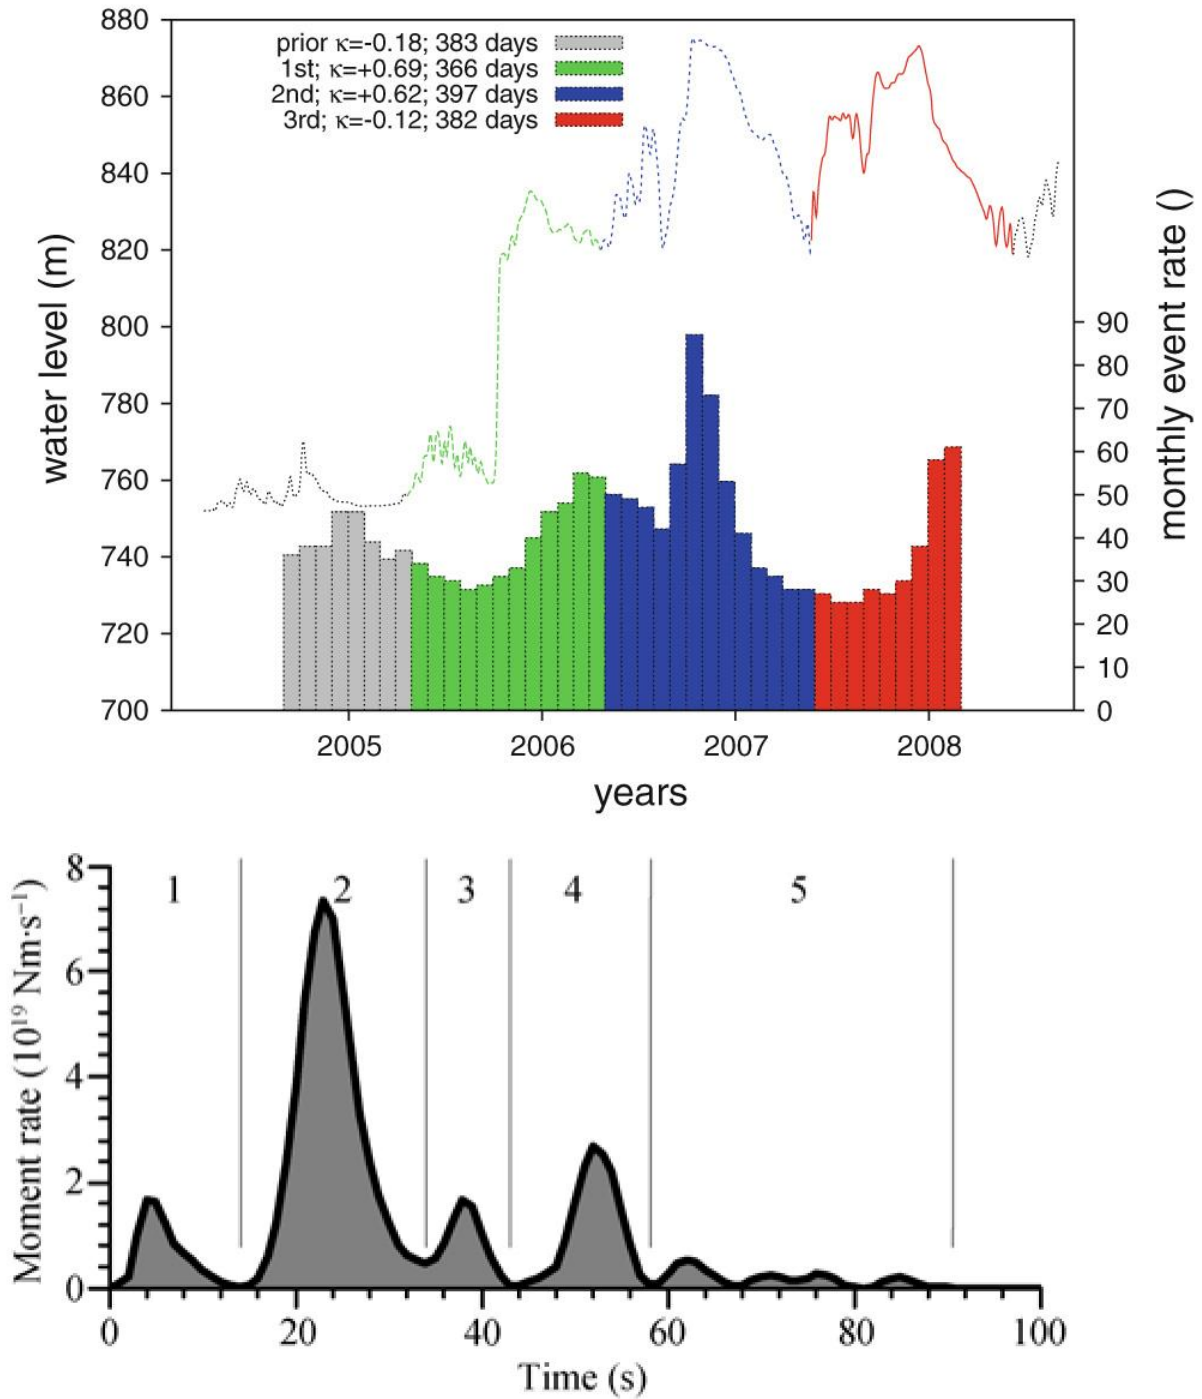 880
860
840
820
800
780
760
740
720
700
water level (m)
prior κ=-0.18; 383 days
1st; κ=+0.69; 366 days
2nd; κ=+0.62; 397 days
3rd; κ=-0.12; 382 days
90
80
70
60
50
40
30
20
10
0
monthly event rate ()
2005 2006 2007 2008
years
8
6
4
2
0
Moment rate (10¹⁹ Nm·s⁻¹)
1 2 3 4 5
0 20 40 60 80 100
Time (s)